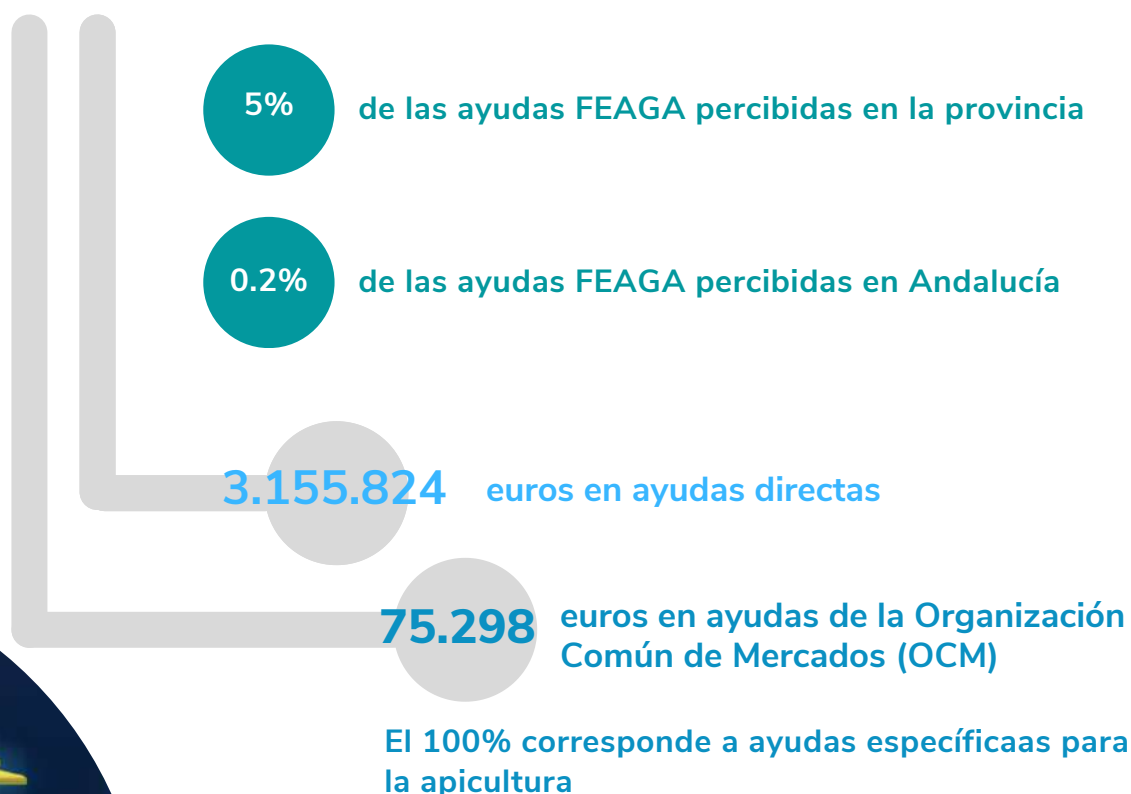 5% de las ayudas FEAGA percibidas en la provincia
0.2% de las ayudas FEAGA percibidas en Andalucía
3.155.824 euros en ayudas directas
75.298 euros en ayudas de la Organización
Común de Mercados (OCM)
El 100% corresponde a ayudas específicaas para
la apicultura